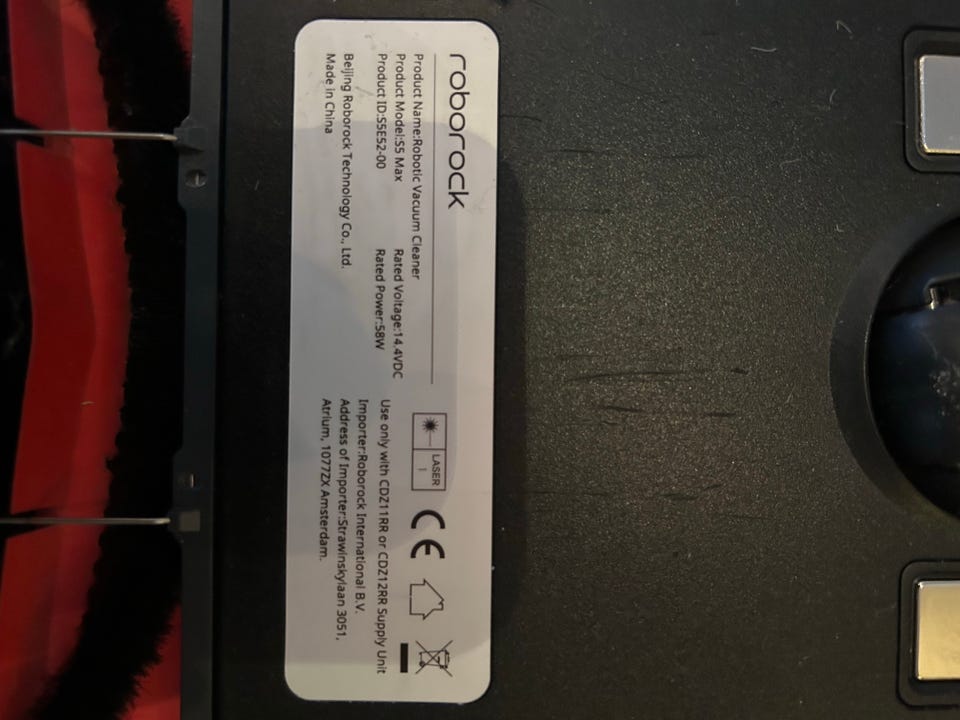 roborock
Product Name:Robotic Vacuum Cleaner
Product Model:S5 Max
Rated Voltage:14.4VDC
Product ID:S5E52-00
Rated Power:58W
Beijing Roborock Technology Co., Ltd.
Made in China
LASER
1
CE
Use only with CDZ11RR or CDZ12RR Supply Unit
Importer:Roborock International B.V.
Address of Importer:Strawinskylaan 3051,
Atrium, 1077ZX Amsterdam.